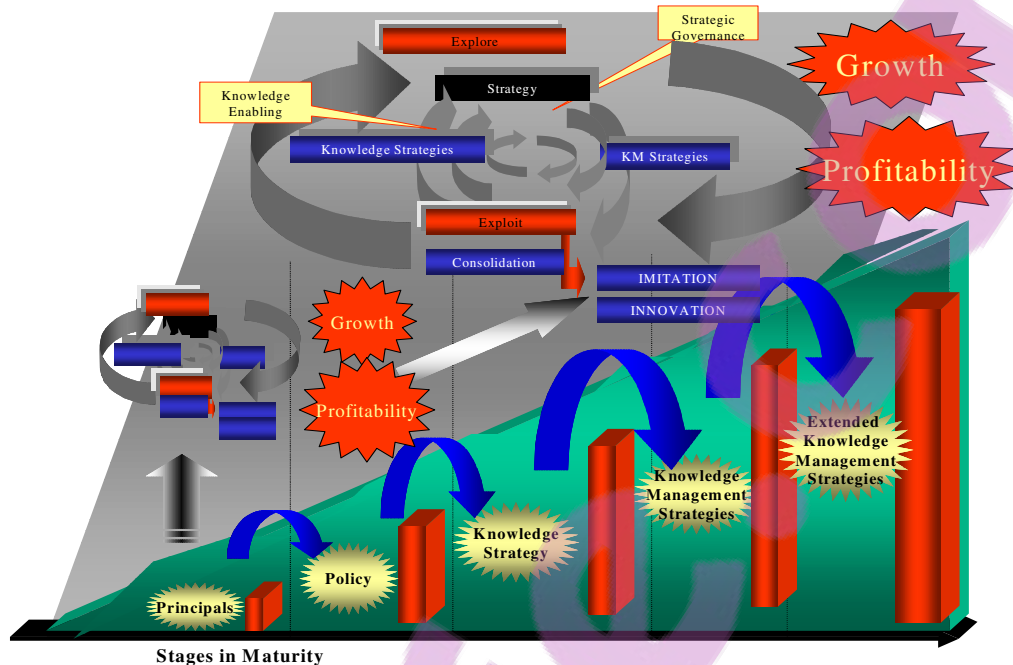 Strategic
Governance
Explore
Growth
Strategy
Knowledge
Enabling
Knowledge Strategies
KM Strategies
Profitability
Exploit
Consolidation
IMITATION
INNOVATION
Growth
Profitability
Extended
Knowledge
Management
Strategies
Knowledge
Management
Strategies
Knowledge
Strategy
Policy
Principals
Stages in Maturity